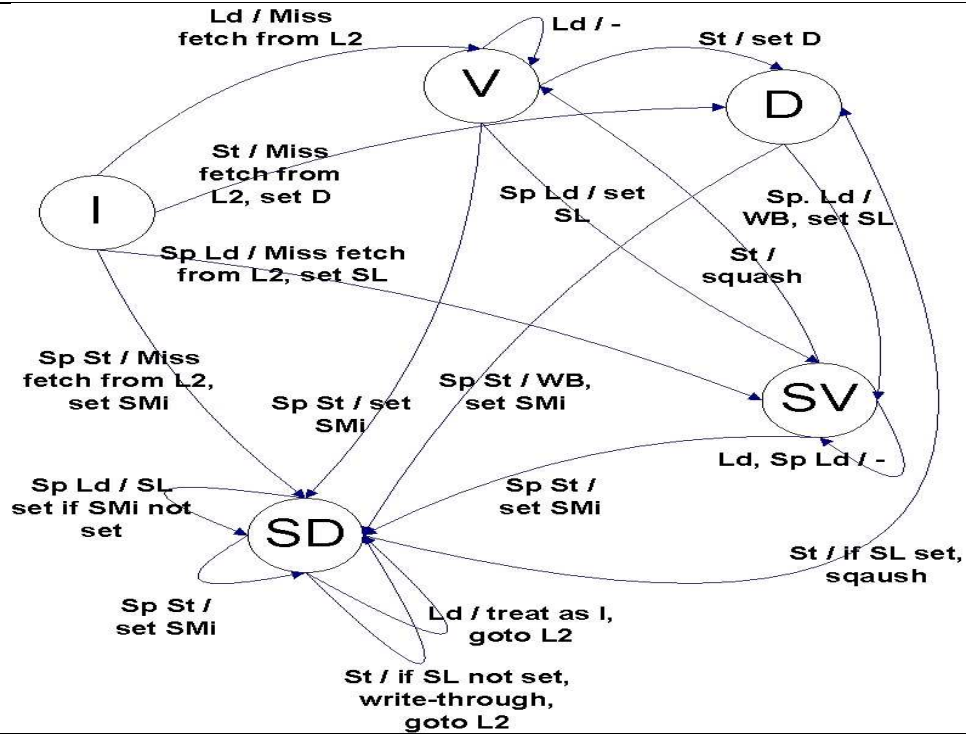 Ld / Miss
fetch from L2
Ld / -
St / set D
V
D
St / Miss
fetch from
L2, set D
I
Sp Ld / set
SL
Sp. Ld /
WB, set SL
Sp Ld / Miss fetch
from L2, set SL
St /
squash
Sp St / Miss
fetch from L2,
set SMi
Sp St / set
SMi
Sp St / WB,
set SMi
SV
Ld, Sp Ld / -
Sp Ld / SL
set if SMi not
set
SD
Sp St /
set SMi
St / if SL set,
sqaush
Sp St /
set SMi
Ld / treat as I,
goto L2
St / if SL not set,
write-through,
goto L2